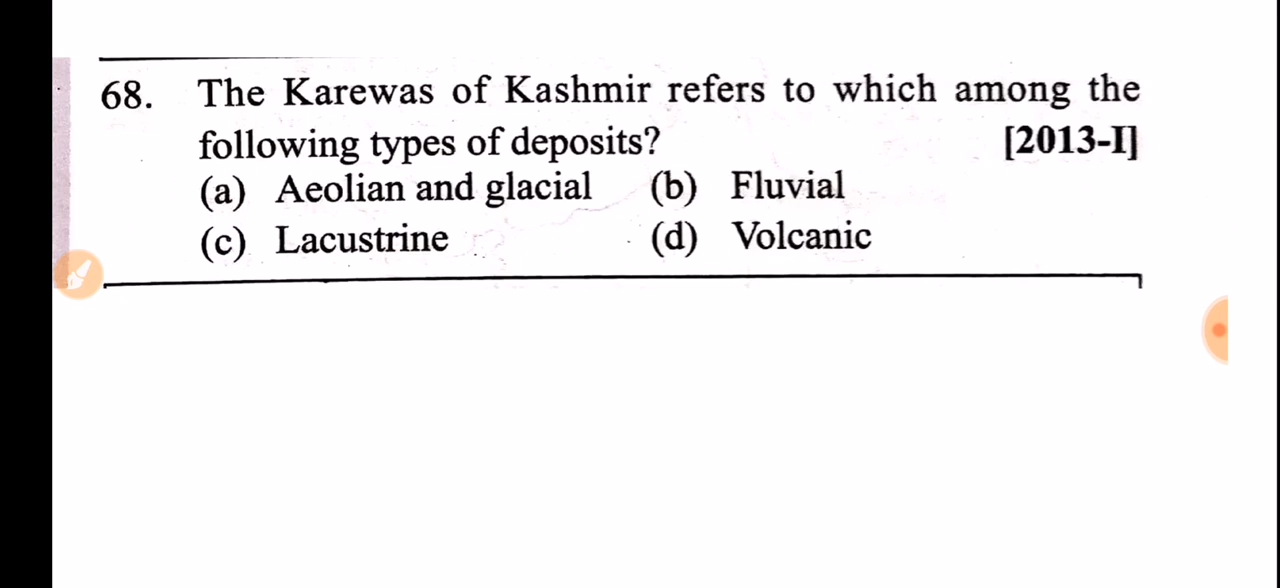 68. The Karewas of Kashmir refers to which among the
following types of deposits? [2013-I]
(a) Aeolian and glacial (b) Fluvial
(c) Lacustrine (d) Volcanic